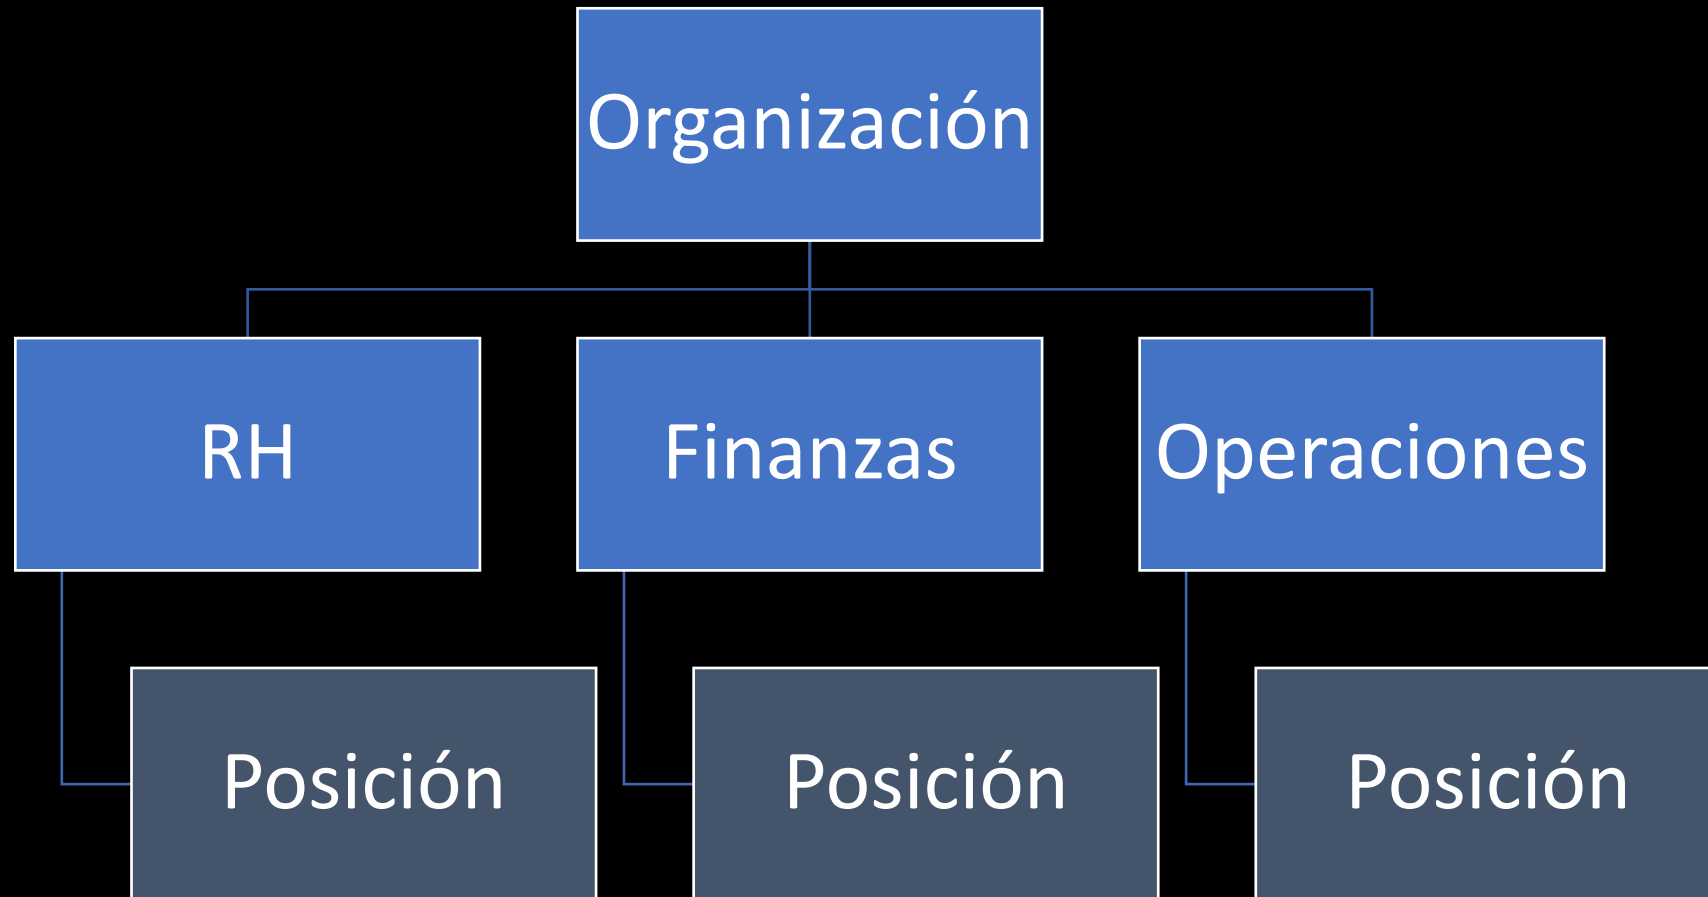 Organización
RH
Finanzas
Operaciones
Posición
Posición
Posición